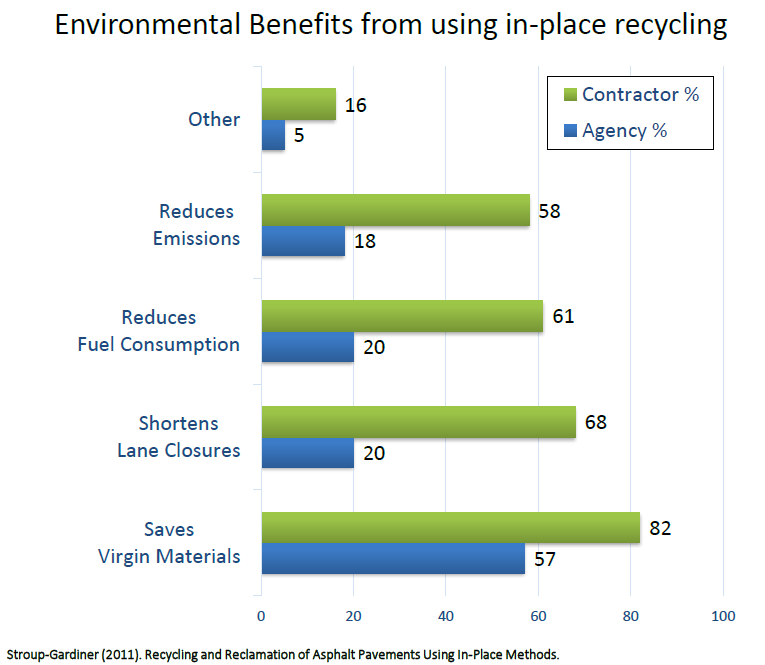 Environmental Benefits from using in-place recycling
Contractor %
Agency %
Other
16
5
Reduces
Emissions
58
18
Reduces
Fuel Consumption
61
20
Shortens
Lane Closures
68
20
Saves
Virgin Materials
82
57
0 20 40 60 80 100
Stroup-Gardiner (2011). Recycling and Reclamation of Asphalt Pavements Using In-Place Methods.